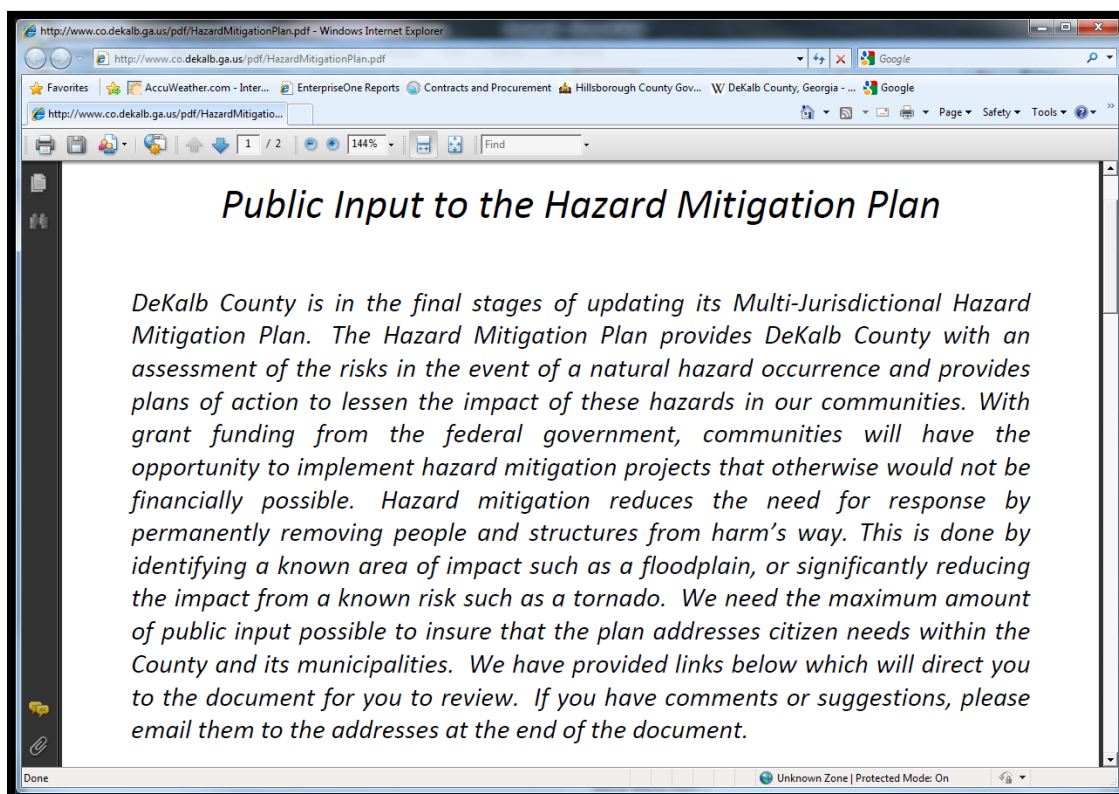 http://www.co.dekalb.ga.us/pdf/HazardMitigationPlan.pdf - Windows Internet Explorer
http://www.co.dekalb.ga.us/pdf/HazardMitigationPlan.pdf
Google
Favorites AccuWeather.com - Inter... EnterpriseOne Reports Contracts and Procurement Hillsborough County Gov... W DeKalb County, Georgia - ... Google
http://www.co.dekalb.ga.us/pdf/HazardMitigatio... Page Safety Tools
1 / 2 144% Find
Public Input to the Hazard Mitigation Plan
DeKalb County is in the final stages of updating its Multi-Jurisdictional Hazard
Mitigation Plan. The Hazard Mitigation Plan provides DeKalb County with an
assessment of the risks in the event of a natural hazard occurrence and provides
plans of action to lessen the impact of these hazards in our communities. With
grant funding from the federal government, communities will have the
opportunity to implement hazard mitigation projects that otherwise would not be
financially possible. Hazard mitigation reduces the need for response by
permanently removing people and structures from harm's way. This is done by
identifying a known area of impact such as a floodplain, or significantly reducing
the impact from a known risk such as a tornado. We need the maximum amount
of public input possible to insure that the plan addresses citizen needs within the
County and its municipalities. We have provided links below which will direct you
to the document for you to review. If you have comments or suggestions, please
email them to the addresses at the end of the document.
Done Unknown Zone | Protected Mode: On